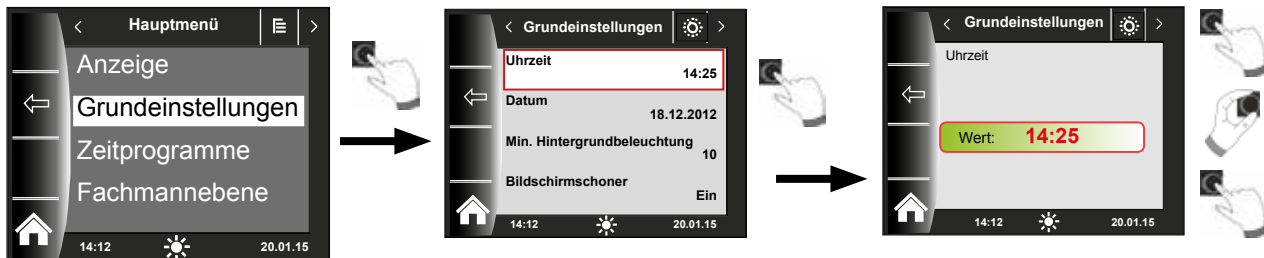 Hauptmenü
Anzeige
Grundeinstellungen
Zeitprogramme
Fachmannebene
14:12 20.01.15
Grundeinstellungen
Uhrzeit
14:25
Datum
18.12.2012
Min. Hintergrundbeleuchtung
10
Bildschirmschoner
Ein
14:12 20.01.15
Grundeinstellungen
Uhrzeit
Wert: 14:25
14:12 20.01.15